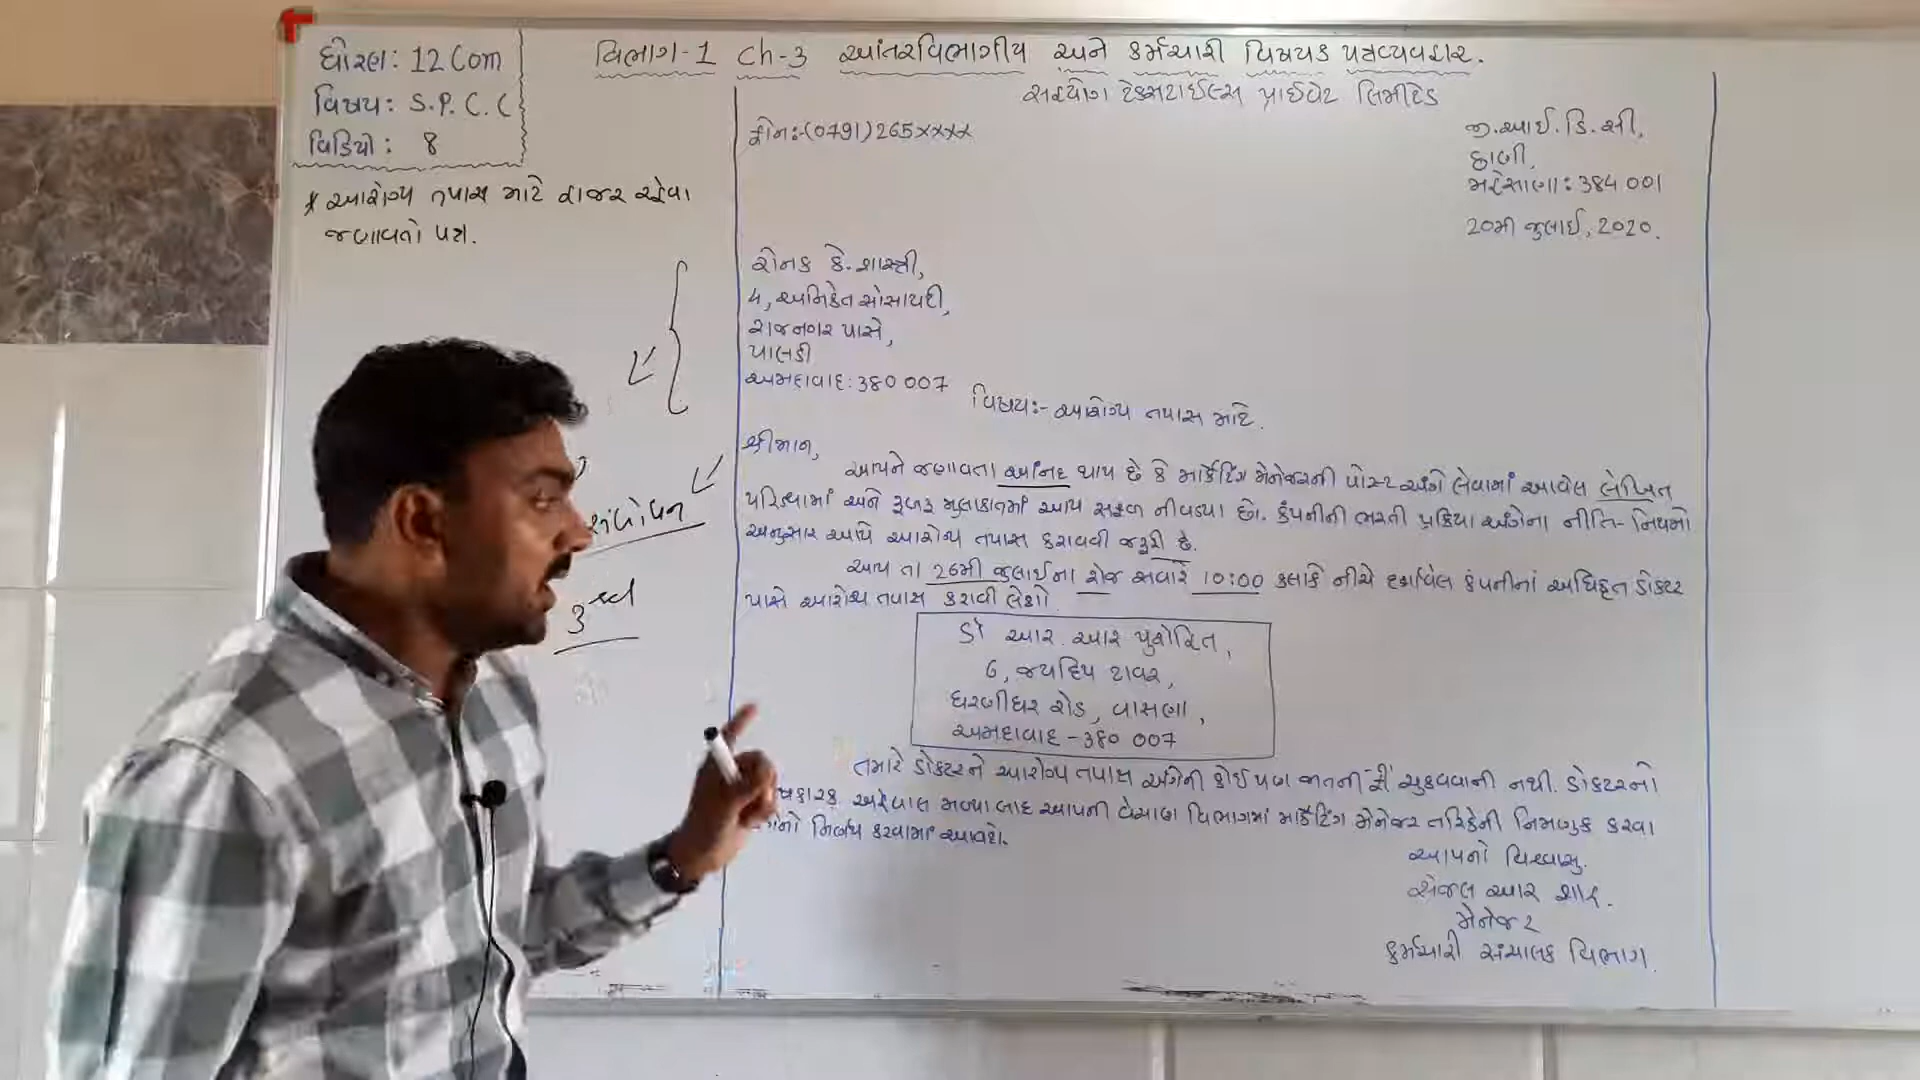 ધોરણ: 12 Com
વિષય: S.P.C.C
વિડિયો: 8
વિભાગ-1 Ch-3 આંતરવિભાગીય અને કર્મચારી વિષયક પત્રવ્યવહાર.
* આરોગ્ય તપાસ માટે હાજર રહેવા
જણાવતો પત્ર.
સહયોગ ટેક્સટાઈલ્સ પ્રાઈવેટ લિમીટેડ
ફોન:-(0791)265xxxx
જી.આઈ.ડિ.સી,
મહેસાણા: 384 001
20મી જુલાઈ, 2020.
રોનક કે. શાસ્ત્રી,
4, અનિકેત સોસાયટી,
રાજનગર પાસે,
પાલડી
અમદાવાદ: 380 007
વિષય:- આરોગ્ય તપાસ માટે.
શ્રીમાન,
આપને જણાવતા આંનદ થાય છે કે માર્કેટિંગ મેનેજરની પોસ્ટ અંગે લેવામાં આવેલ લેખિત
પરિક્ષામાં અને રૂબરૂ મુલાકાતમાં આપ સફળ નીવડ્યા છો. કંપનીની ભરતી પ્રક્રિયા અંગેના નીતિ-નિયમો
અનુસાર આપે આરોગ્ય તપાસ કરાવવી જરૂરી છે.
આપ તા 26મી જુલાઈના રોજ સવારે 10:00 કલાકે નીચે દર્શાવેલ કંપનીનાં અધિકૃત ડોક્ટર
પાસે આરોગ્ય તપાસ કરાવી લેશો.
ડૉ આર. આર પુરોહિત,
6, જયદિપ ટાવર,
ધરણીધર રોડ, વાસણા,
અમદાવાદ - 380 007
તમારે ડોક્ટરને આરોગ્ય તપાસ અંગેની કોઈ પણ જાતની 'ફી' ચુકવવાની નથી. ડોક્ટરનો
અહેવાલ મળ્યા બાદ આપની વેચાણ વિભાગમાં માર્કેટિંગ મેનેજર તરિકેની નિમણુક કરવા
નિર્ણય કરવામાં આવશે.
આપનો વિશ્વાસુ.
સેજલ આર શાહ.
મેનેજર
કર્મચારી સંચાલક વિભાગ.
સંબોધન